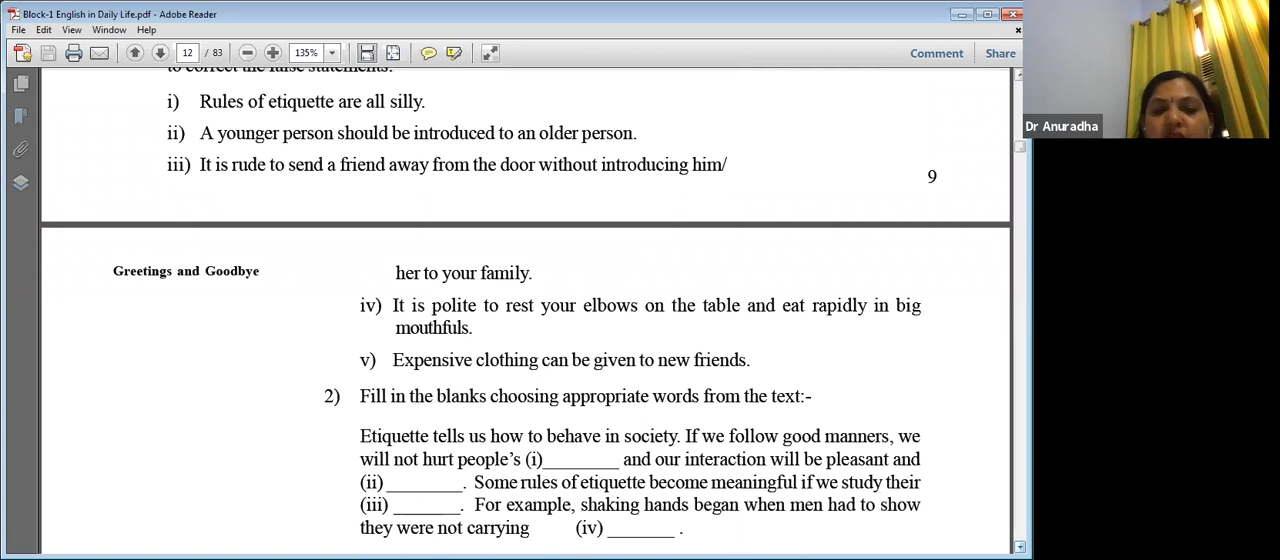 Block-1 English in Daily Life.pdf - Adobe Reader
File Edit View Window Help
12 / 83 135% Comment Share
to correct the false statements.
i) Rules of etiquette are all silly.
ii) A younger person should be introduced to an older person.
iii) It is rude to send a friend away from the door without introducing him/
9
Greetings and Goodbye
her to your family.
iv) It is polite to rest your elbows on the table and eat rapidly in big
mouthfuls.
v) Expensive clothing can be given to new friends.
2) Fill in the blanks choosing appropriate words from the text:-
Etiquette tells us how to behave in society. If we follow good manners, we
will not hurt people's (i)________ and our interaction will be pleasant and
(ii) ________. Some rules of etiquette become meaningful if we study their
(iii) _______. For example, shaking hands began when men had to show
they were not carrying (iv) _______ .
Dr Anuradha